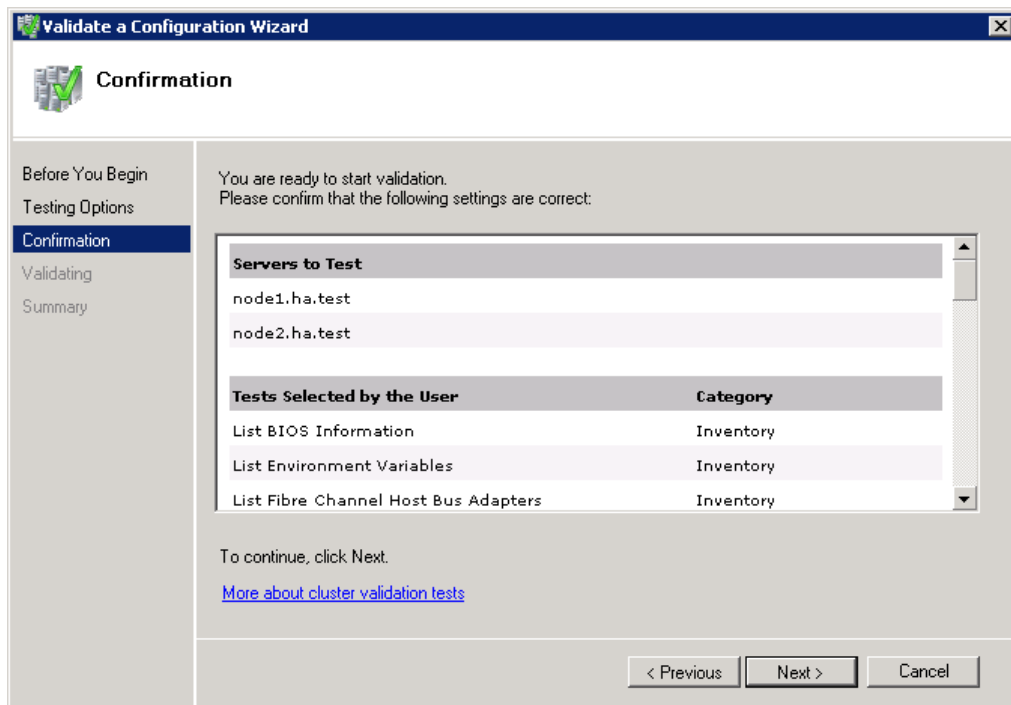 Validate a Configuration Wizard
Confirmation
Before You Begin
Testing Options
Confirmation
Validating
Summary
You are ready to start validation.
Please confirm that the following settings are correct:
Servers to Test
node1.ha.test
node2.ha.test
Tests Selected by the User Category
List BIOS Information Inventory
List Environment Variables Inventory
List Fibre Channel Host Bus Adapters Inventory
To continue, click Next.
More about cluster validation tests
< Previous Next > Cancel